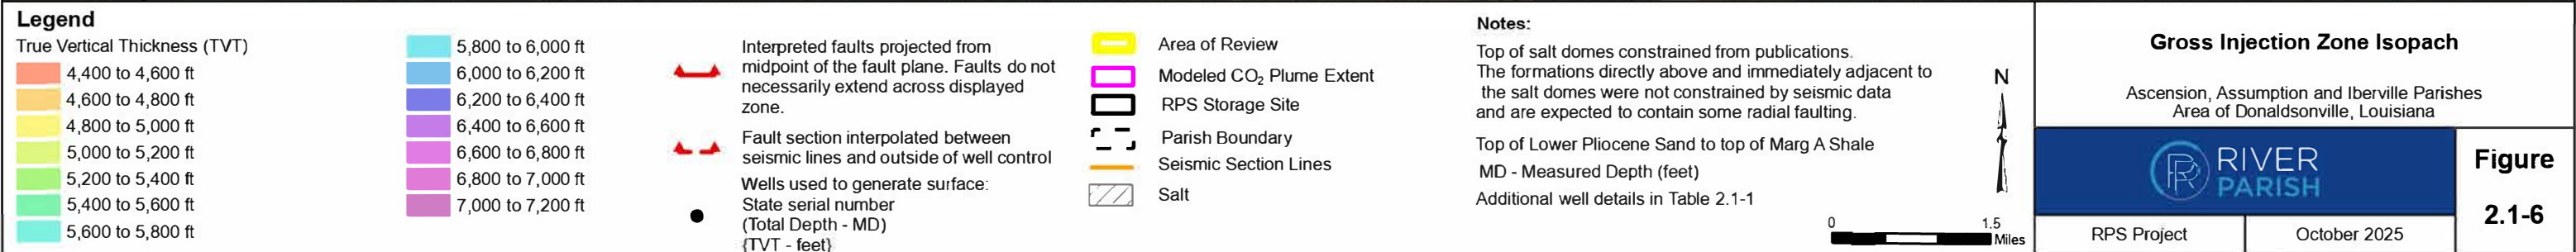 Legend
True Vertical Thickness (TVT)
4,400 to 4,600 ft
4,600 to 4,800 ft
4,800 to 5,000 ft
5,000 to 5,200 ft
5,200 to 5,400 ft
5,400 to 5,600 ft
5,600 to 5,800 ft
5,800 to 6,000 ft
6,000 to 6,200 ft
6,200 to 6,400 ft
6,400 to 6,600 ft
6,600 to 6,800 ft
6,800 to 7,000 ft
7,000 to 7,200 ft
Interpreted faults projected from
midpoint of the fault plane. Faults do not
necessarily extend across displayed
zone.
Fault section interpolated between
seismic lines and outside of well control
Wells used to generate surface:
State serial number
(Total Depth - MD)
{TVT - feet}
Area of Review
Modeled CO₂ Plume Extent
RPS Storage Site
Parish Boundary
Seismic Section Lines
Salt
Notes:
Top of salt domes constrained from publications.
The formations directly above and immediately adjacent to
the salt domes were not constrained by seismic data
and are expected to contain some radial faulting.
Top of Lower Pliocene Sand to top of Marg A Shale
MD - Measured Depth (feet)
Additional well details in Table 2.1-1
N
0 1.5
Miles
Gross Injection Zone Isopach
Ascension, Assumption and Iberville Parishes
Area of Donaldsonville, Louisiana
RIVER
PARISH
Figure
2.1-6
RPS Project
October 2025